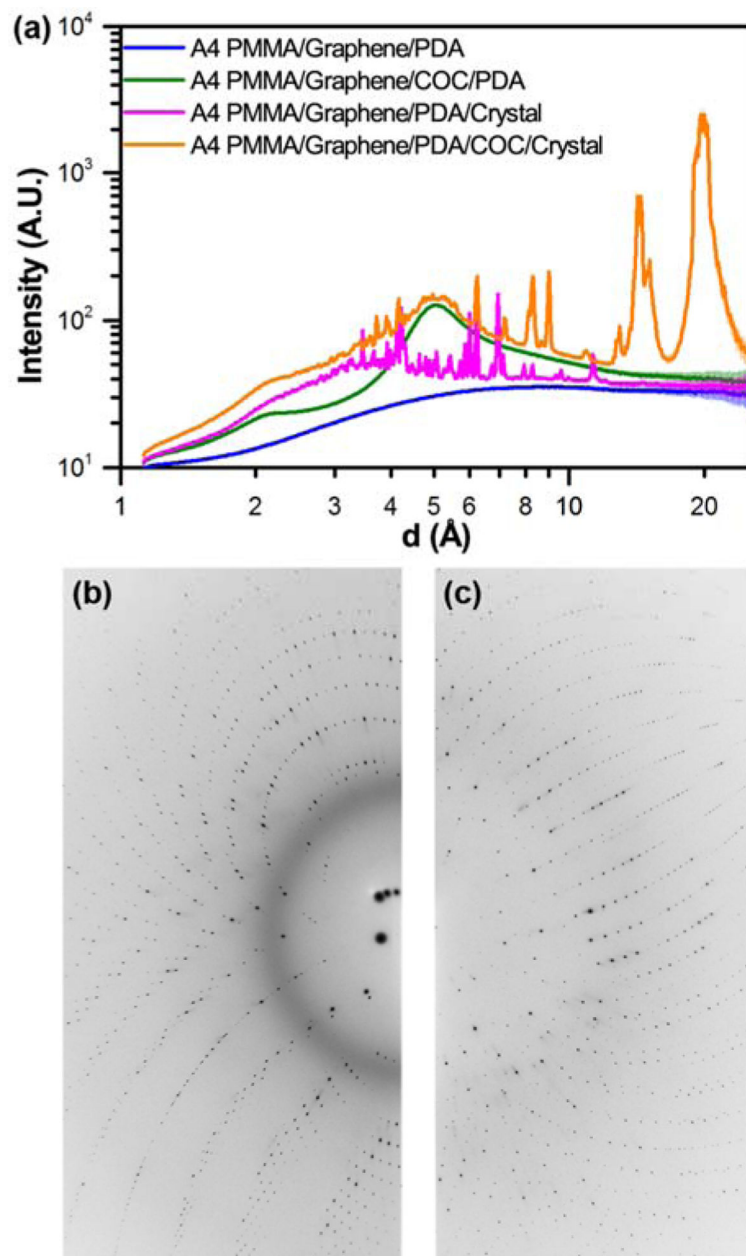 (a)
10^4
A4 PMMA/Graphene/PDA
A4 PMMA/Graphene/COC/PDA
A4 PMMA/Graphene/PDA/Crystal
A4 PMMA/Graphene/PDA/COC/Crystal
10^3
Intensity (A.U.)
10^2
10^1
1 2 3 4 5 6 8 10 20
d (Å)
(b) (c)